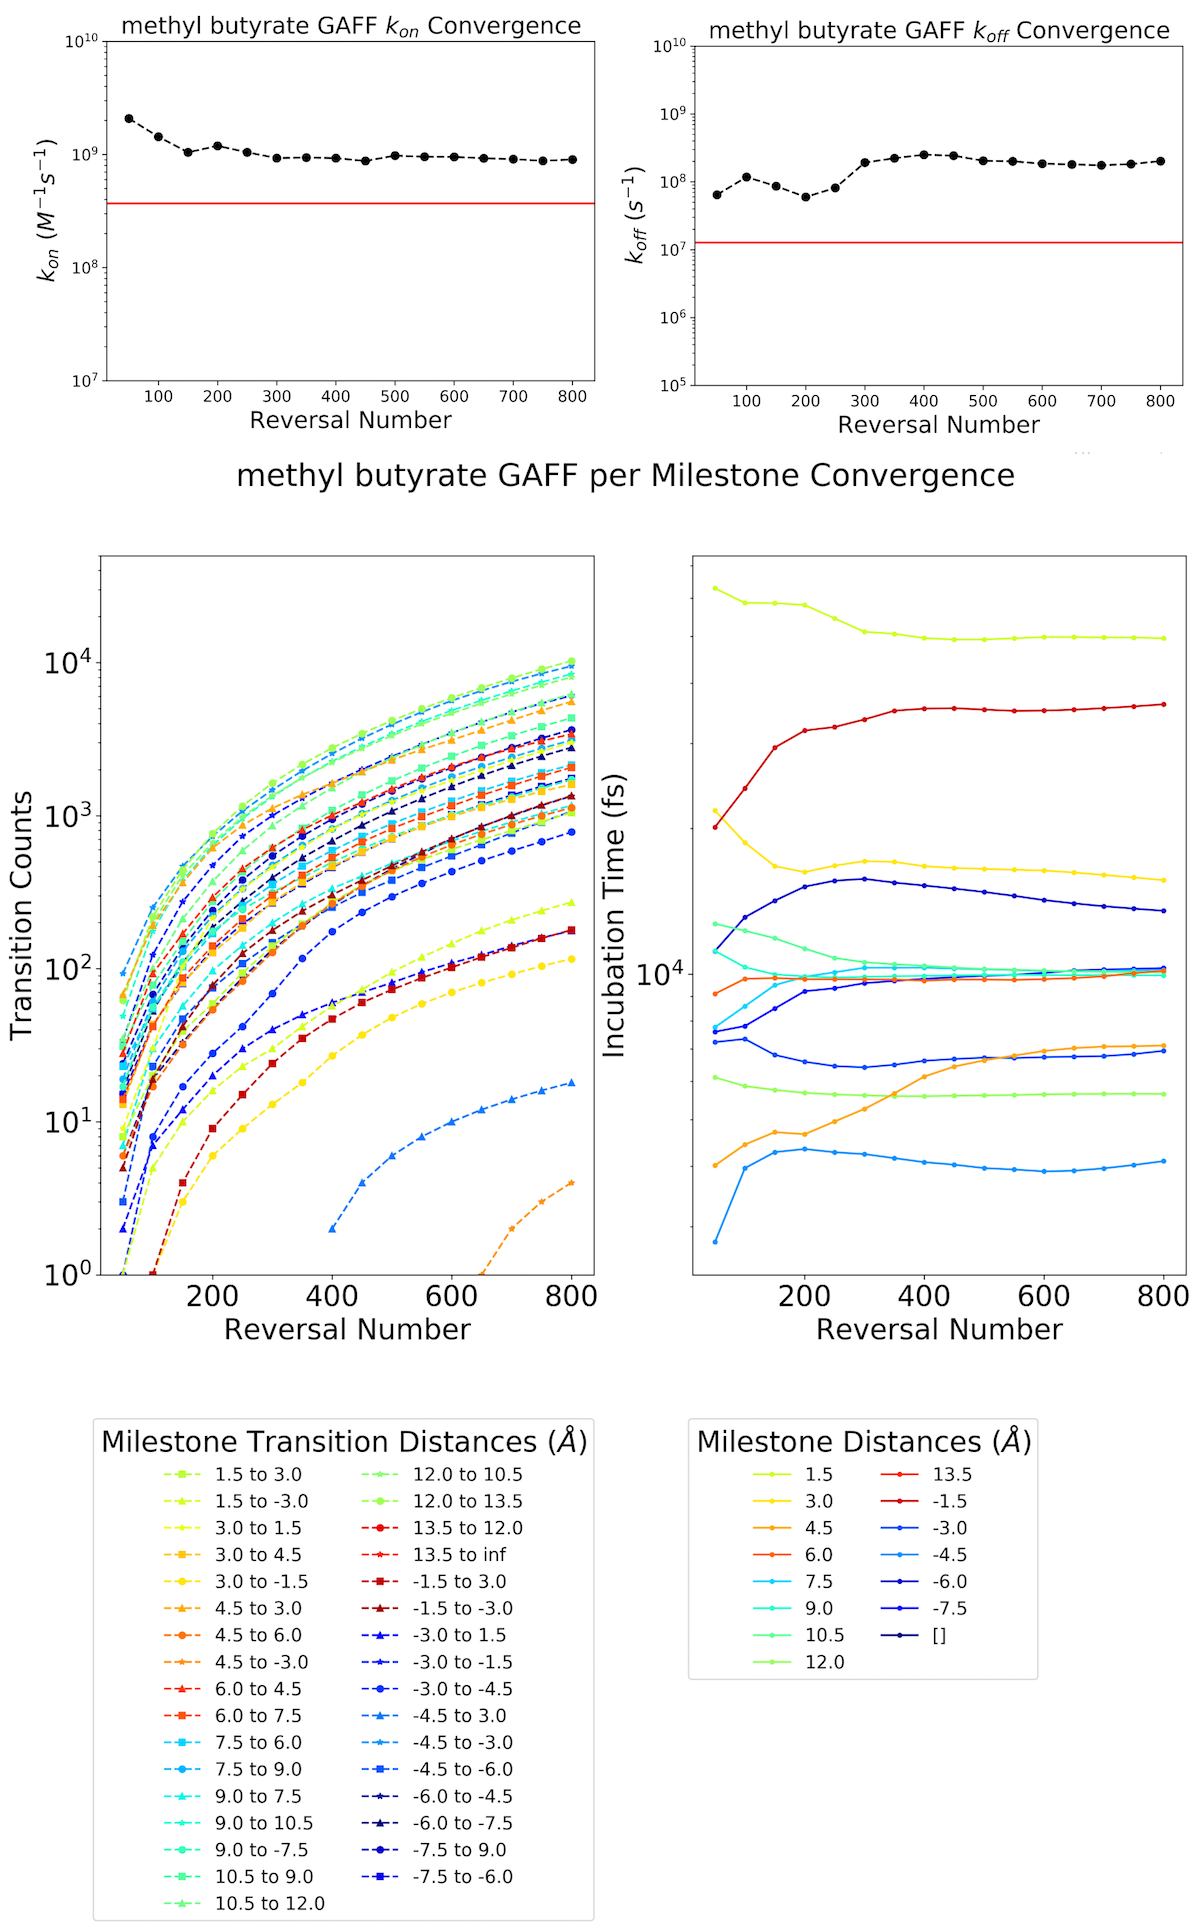 methyl butyrate GAFF k_on Convergence
10^10
10^9
10^8
10^7
k_on (M^−1 s^−1)
100 200 300 400 500 600 700 800
Reversal Number
methyl butyrate GAFF k_off Convergence
10^10
10^9
10^8
10^7
10^6
10^5
k_off (s^−1)
100 200 300 400 500 600 700 800
Reversal Number
methyl butyrate GAFF per Milestone Convergence
10^4
10^3
10^2
10^1
10^0
Transition Counts
200 400 600 800
Reversal Number
10^4
Incubation Time (fs)
200 400 600 800
Reversal Number
Milestone Transition Distances (Å)
1.5 to 3.0
1.5 to -3.0
3.0 to 1.5
3.0 to 4.5
3.0 to -1.5
4.5 to 3.0
4.5 to 6.0
4.5 to -3.0
6.0 to 4.5
6.0 to 7.5
7.5 to 6.0
7.5 to 9.0
9.0 to 7.5
9.0 to 10.5
9.0 to -7.5
10.5 to 9.0
10.5 to 12.0
12.0 to 10.5
12.0 to 13.5
13.5 to 12.0
13.5 to inf
-1.5 to 3.0
-1.5 to -3.0
-3.0 to 1.5
-3.0 to -1.5
-3.0 to -4.5
-4.5 to 3.0
-4.5 to -3.0
-4.5 to -6.0
-6.0 to -4.5
-6.0 to -7.5
-7.5 to 9.0
-7.5 to -6.0
Milestone Distances (Å)
1.5
3.0
4.5
6.0
7.5
9.0
10.5
12.0
13.5
-1.5
-3.0
-4.5
-6.0
-7.5
[]